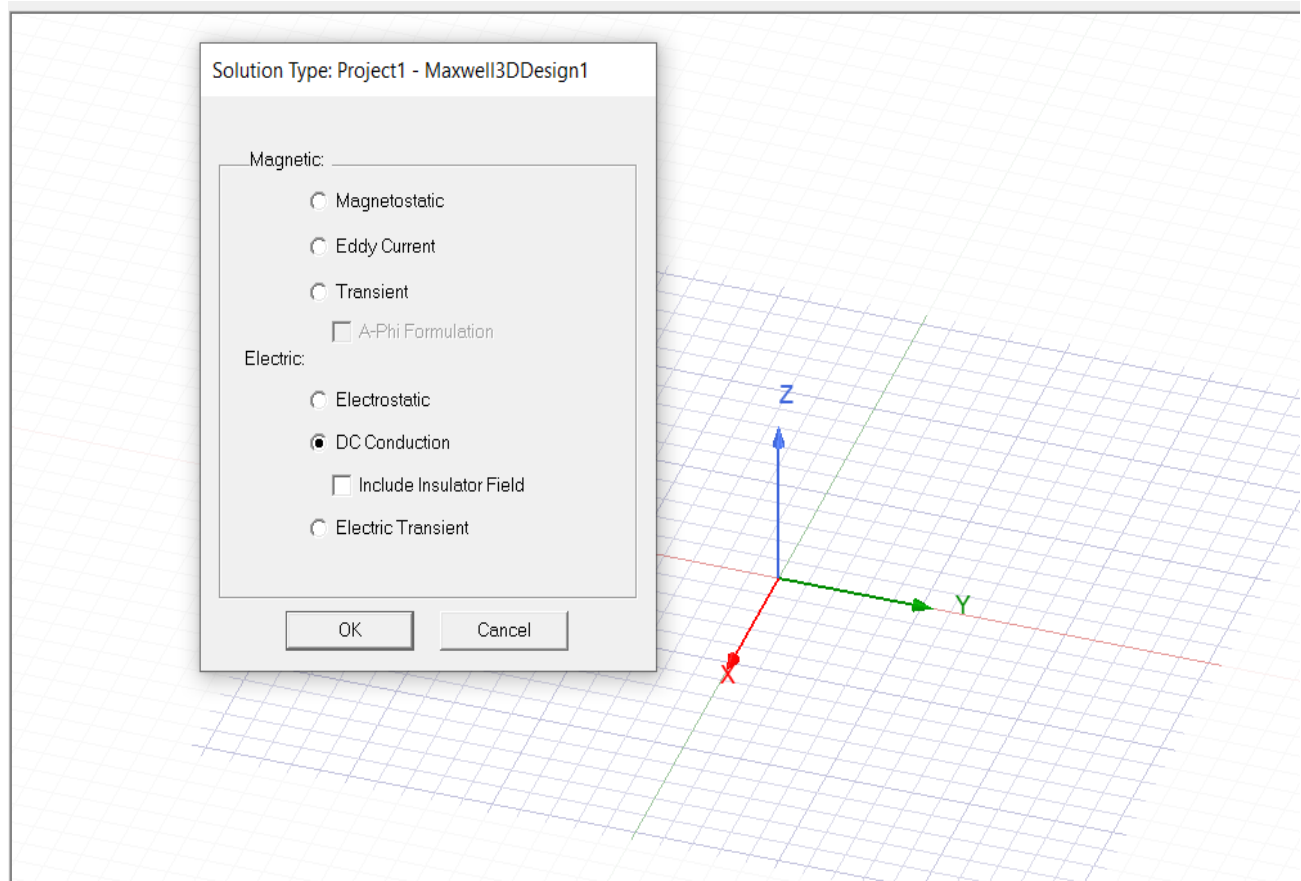 Solution Type: Project1 - Maxwell3DDesign1
Magnetic:
Magnetostatic
Eddy Current
Transient
A-Phi Formulation
Electric:
Electrostatic
DC Conduction
Include Insulator Field
Electric Transient
OK
Cancel
Z
Y
X